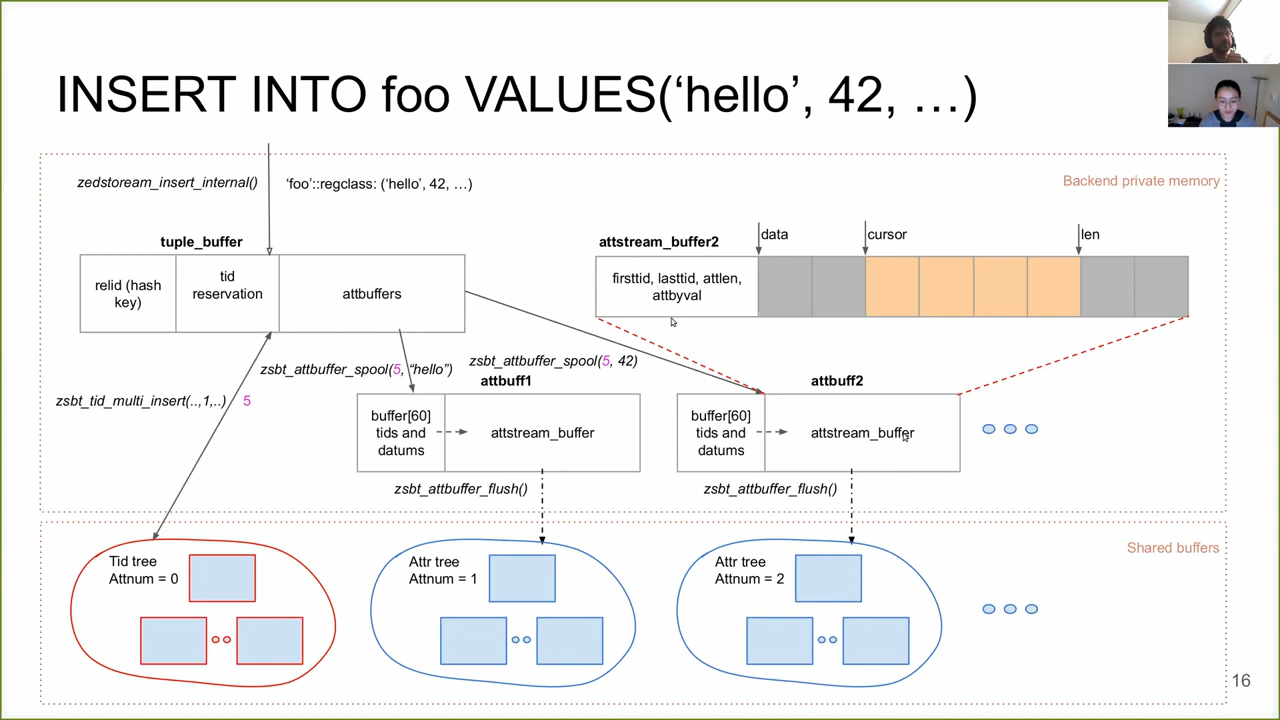 INSERT INTO foo VALUES(‘hello’, 42, …)
zedstream_insert_internal()
‘foo’::regclass: (‘hello’, 42, …)
Backend private memory
tuple_buffer
relid (hash
key)
tid
reservation
attbuffers
attstream_buffer2
data
cursor
len
firsttid, lasttid, attlen,
attbyval
zsbt_attbuffer_spool(5, “hello”)
zsbt_attbuffer_spool(5, 42)
zsbt_tid_multi_insert(..,1,..)
5
attbuff1
buffer[60]
tids and
datums
attstream_buffer
attbuff2
buffer[60]
tids and
datums
attstream_buffer
zsbt_attbuffer_flush()
zsbt_attbuffer_flush()
Shared buffers
Tid tree
Attnum = 0
Attr tree
Attnum = 1
Attr tree
Attnum = 2
16